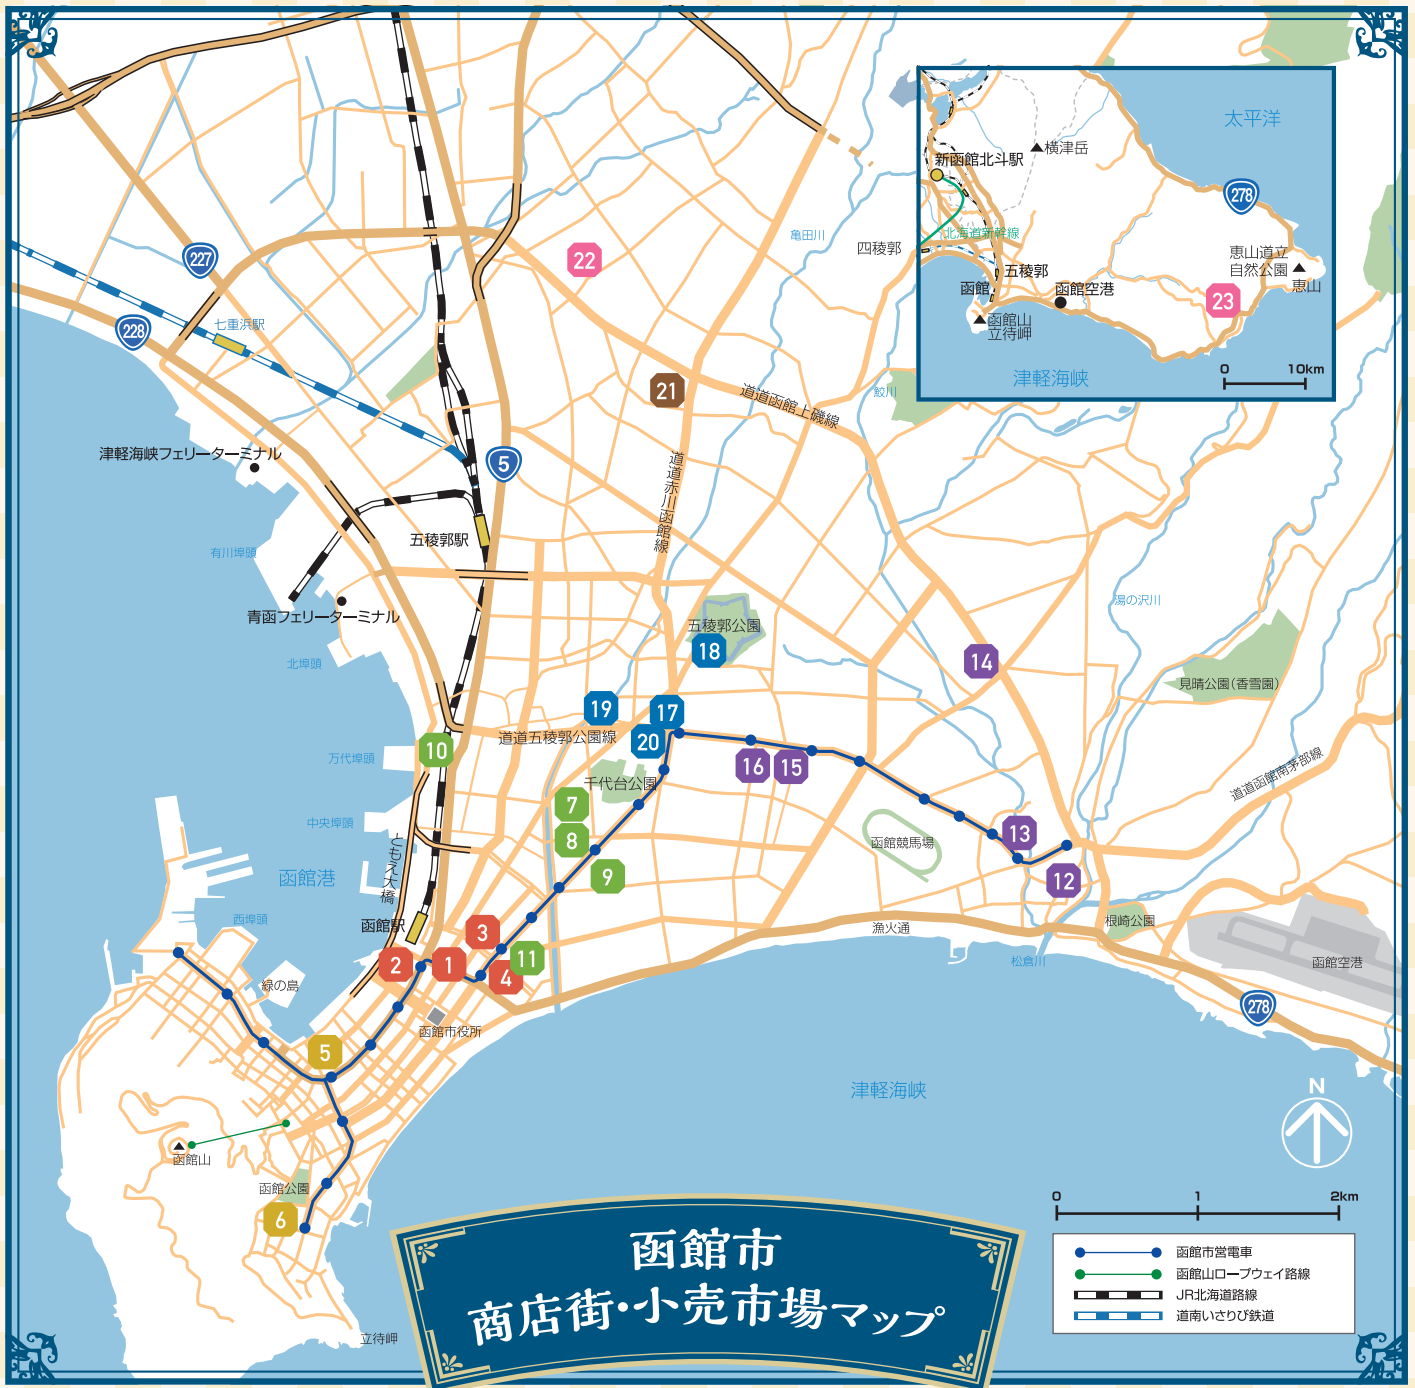 太平洋
横津岳
新函館北斗駅
278
北海道新幹線
恵山道立
自然公園
恵山
五稜郭
函館
函館空港
23
函館山
立待岬
津軽海峡
0
10km
亀田川
四稜郭
22
227
228
七重浜駅
21
道道函館上磯線
鮫川
道道赤川函館線
津軽海峡フェリーターミナル
5
五稜郭駅
有川埠頭
青函フェリーターミナル
北埠頭
湯の沢川
五稜郭公園
18
14
見晴公園(香雪園)
19
17
20
道道五稜郭公園線
10
万代埠頭
16
15
千代台公園
道道函館南茅部線
7
8
中央埠頭
ともえ大橋
函館競馬場
13
12
9
函館港
西埠頭
函館駅
3
2
1
4
11
漁火通
根崎公園
松倉川
函館空港
緑の島
函館市役所
278
5
津軽海峡
函館山
函館公園
6
立待岬
N
0
1
2km
函館市
商店街・小売市場マップ
函館市営電車
函館山ロープウェイ路線
JR北海道路線
道南いさりび鉄道